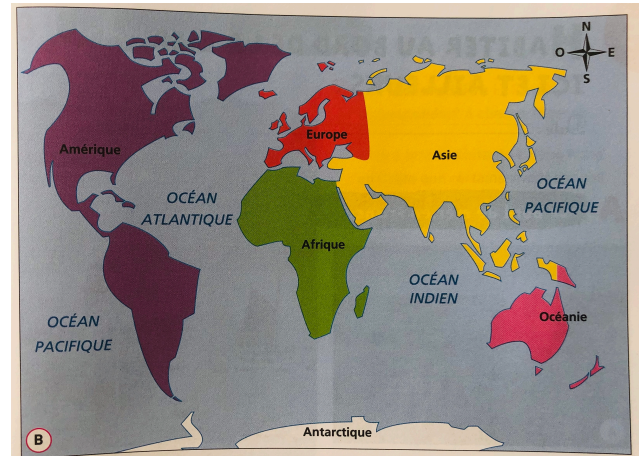 N
O E
S
Amérique
Europe
Asie
OCÉAN
ATLANTIQUE
OCÉAN
PACIFIQUE
Afrique
OCÉAN
INDIEN
Océanie
OCÉAN
PACIFIQUE
Antarctique
B